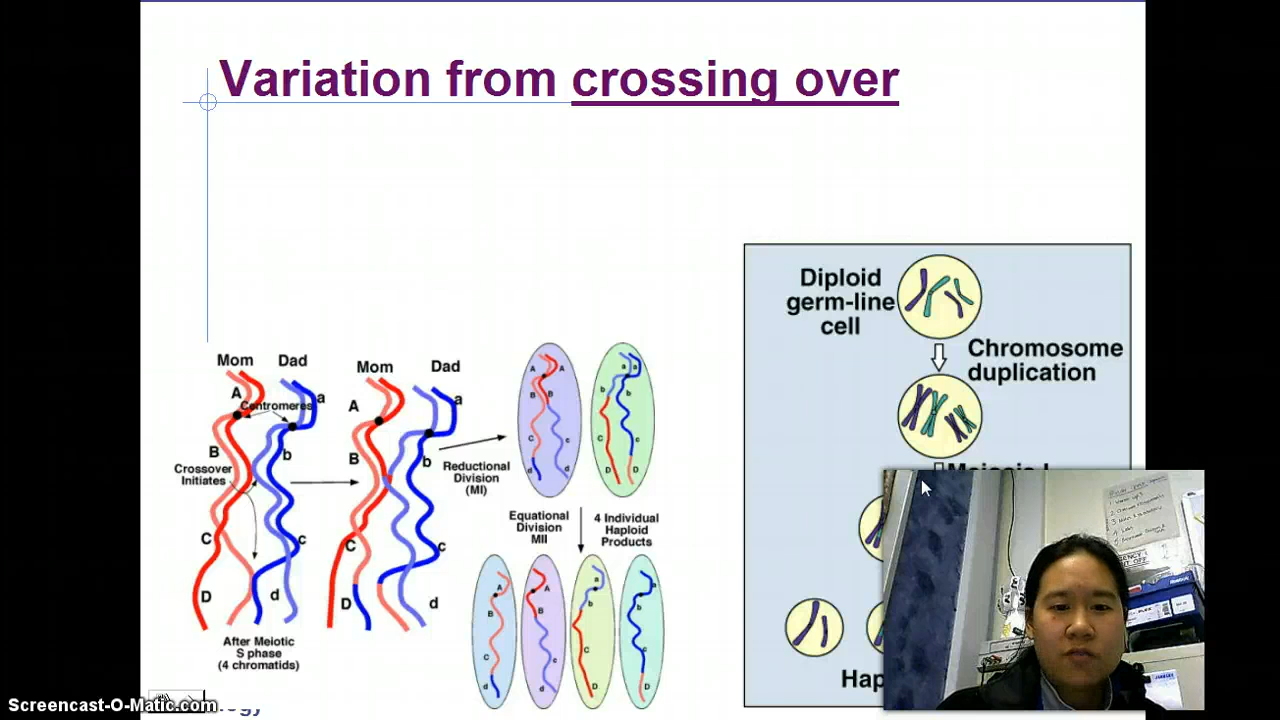 Variation from crossing over
Mom Dad
A
a
Centromeres
B
b
Crossover
Initiates
C
c
D
d
After Meiotic
S phase
(4 chromatids)
Mom Dad
A
a
B
b
C
c
D
d
Reductional
Division
(MI)
A A
B B
C c
d d
a a
b b
C c
D D
Equational
Division
MII
4 Individual
Haploid
Products
A
B
C
d
A
B
c
d
a
b
C
D
a
b
c
D
Diploid
germ-line
cell
Chromosome
duplication
Meiosis I
Hap
Screencast-O-Matic.com